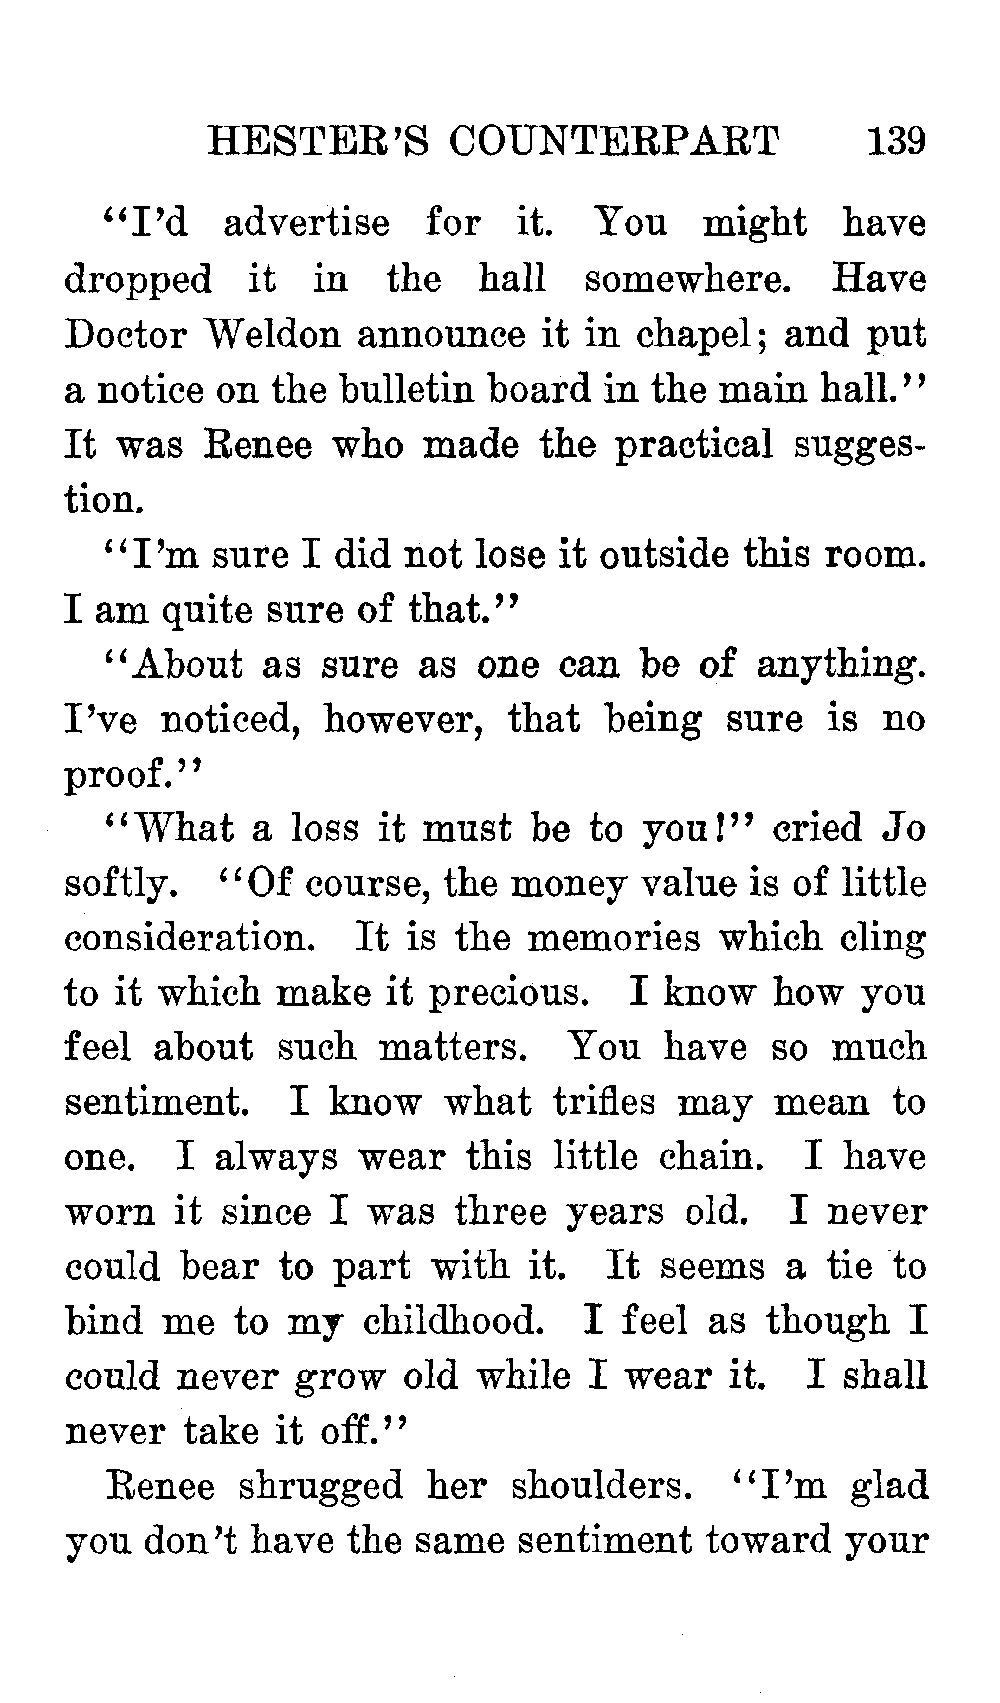 HESTER'S COUNTERPART 139
"I'd advertise for it. You might have
dropped it in the hall somewhere. Have
Doctor Weldon announce it in chapel; and put
a notice on the bulletin board in the main hall."
It was Renee who made the practical sugges-
tion.
"I'm sure I did not lose it outside this room.
I am quite sure of that."
"About as sure as one can be of anything.
I've noticed, however, that being sure is no
proof."
"What a loss it must be to you!" cried Jo
softly. "Of course, the money value is of little
consideration. It is the memories which cling
to it which make it precious. I know how you
feel about such matters. You have so much
sentiment. I know what trifles may mean to
one. I always wear this little chain. I have
worn it since I was three years old. I never
could bear to part with it. It seems a tie to
bind me to my childhood. I feel as though I
could never grow old while I wear it. I shall
never take it off."
Renee shrugged her shoulders. "I'm glad
you don't have the same sentiment toward your